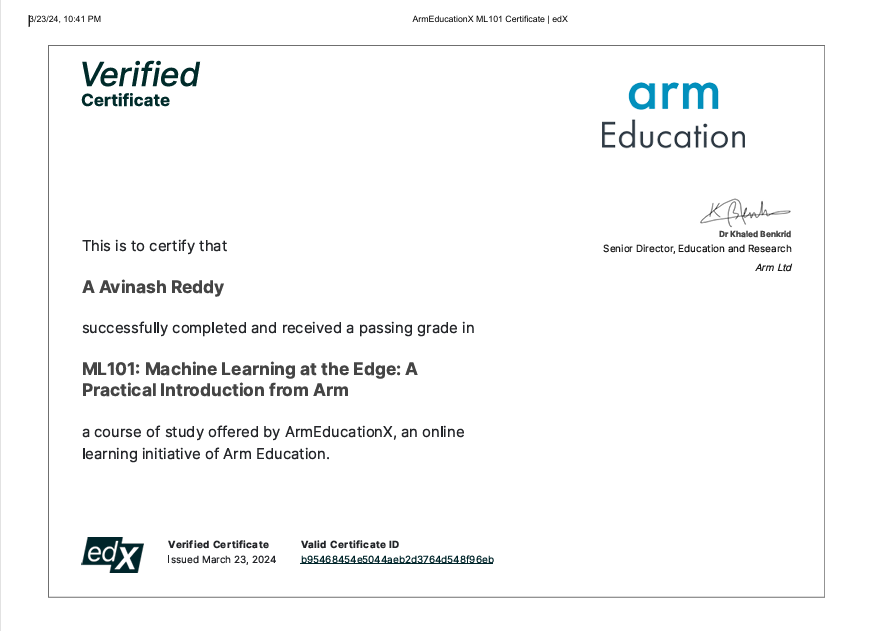 3/23/24, 10:41 PM
ArmEducationX ML101 Certificate | edX
Verified
Certificate
arm
Education
K Benk
Dr Khaled Benkrid
Senior Director, Education and Research
Arm Ltd
This is to certify that
A Avinash Reddy
successfully completed and received a passing grade in
ML101: Machine Learning at the Edge: A
Practical Introduction from Arm
a course of study offered by ArmEducationX, an online
learning initiative of Arm Education.
edX
Verified Certificate
Issued March 23, 2024
Valid Certificate ID
b95468454e5044aeb2d3764d548f96eb